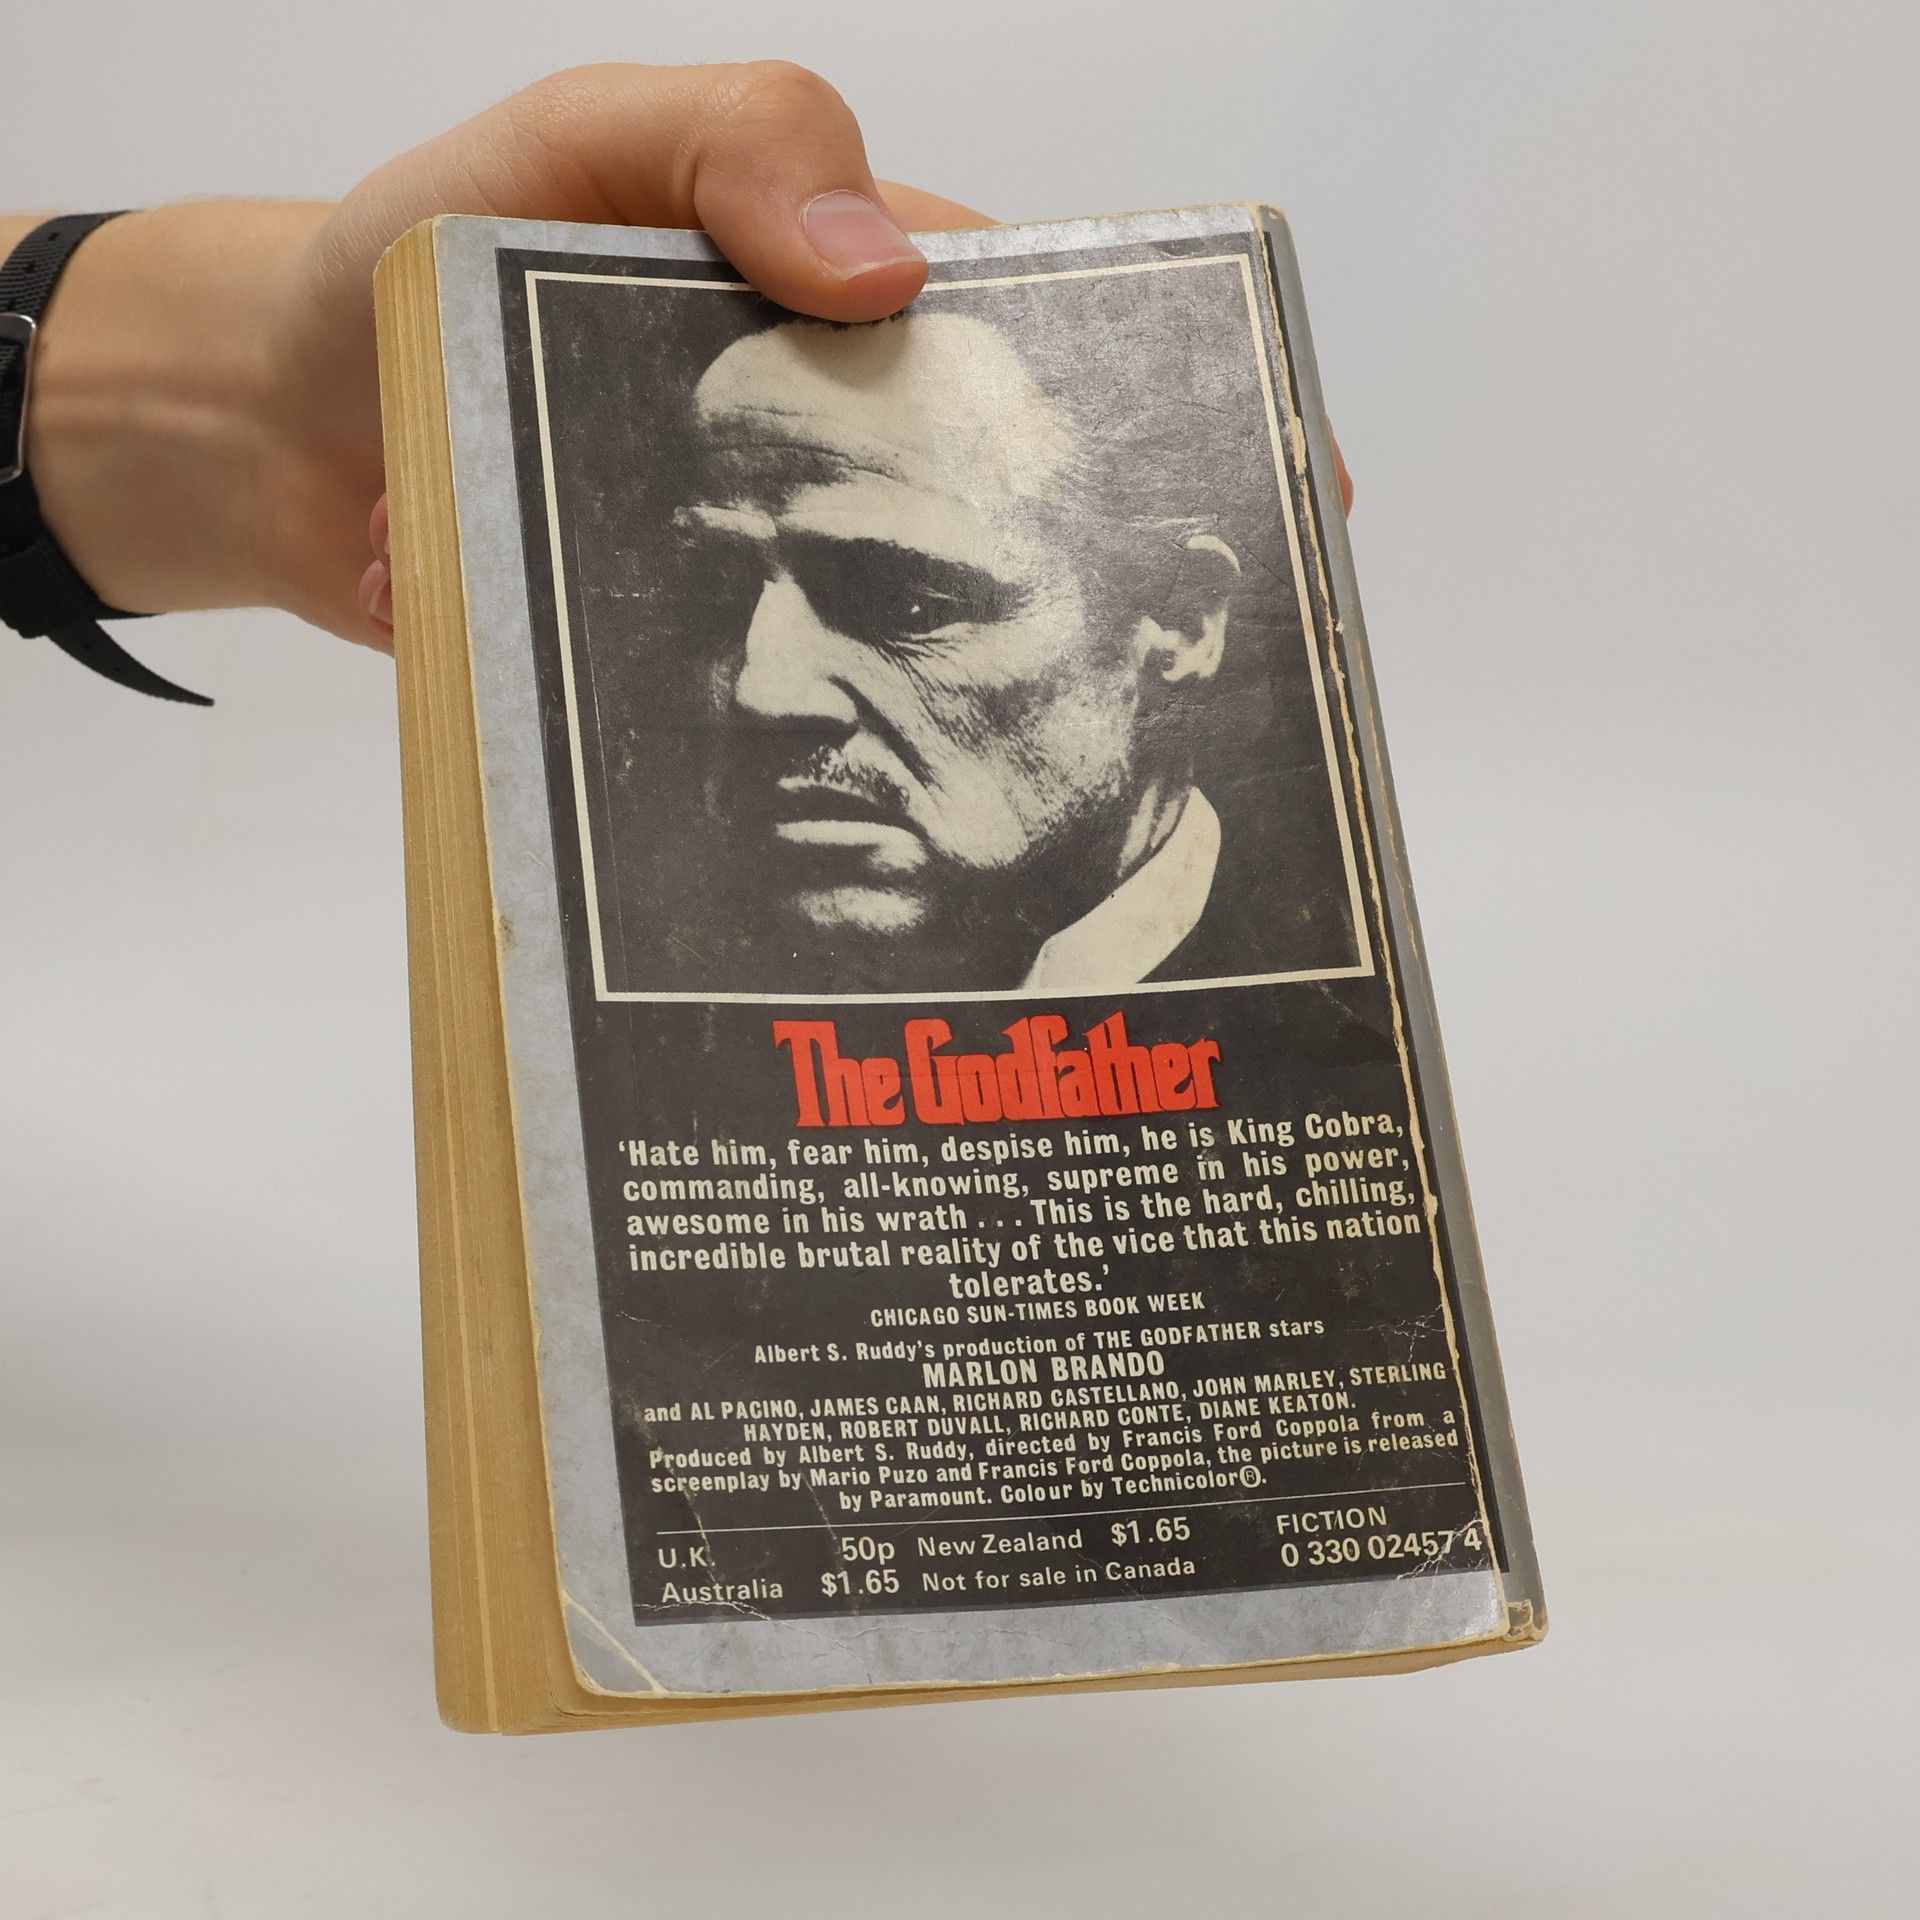 The Godfather
‘Hate him, fear him, despise him, he is King Cobra,
commanding, all-knowing, supreme in his power,
awesome in his wrath . . . This is the hard, chilling,
incredible brutal reality of the vice that this nation
tolerates.’
CHICAGO SUN-TIMES BOOK WEEK
Albert S. Ruddy’s production of THE GODFATHER stars
MARLON BRANDO
and AL PACINO, JAMES CAAN, RICHARD CASTELLANO, JOHN MARLEY, STERLING
HAYDEN, ROBERT DUVALL, RICHARD CONTE, DIANE KEATON.
Produced by Albert S. Ruddy, directed by Francis Ford Coppola from a
screenplay by Mario Puzo and Francis Ford Coppola, the picture is released
by Paramount. Colour by Technicolor®.
U.K. 50p New Zealand $1.65 FICTION
Australia $1.65 Not for sale in Canada 0 330 02457 4